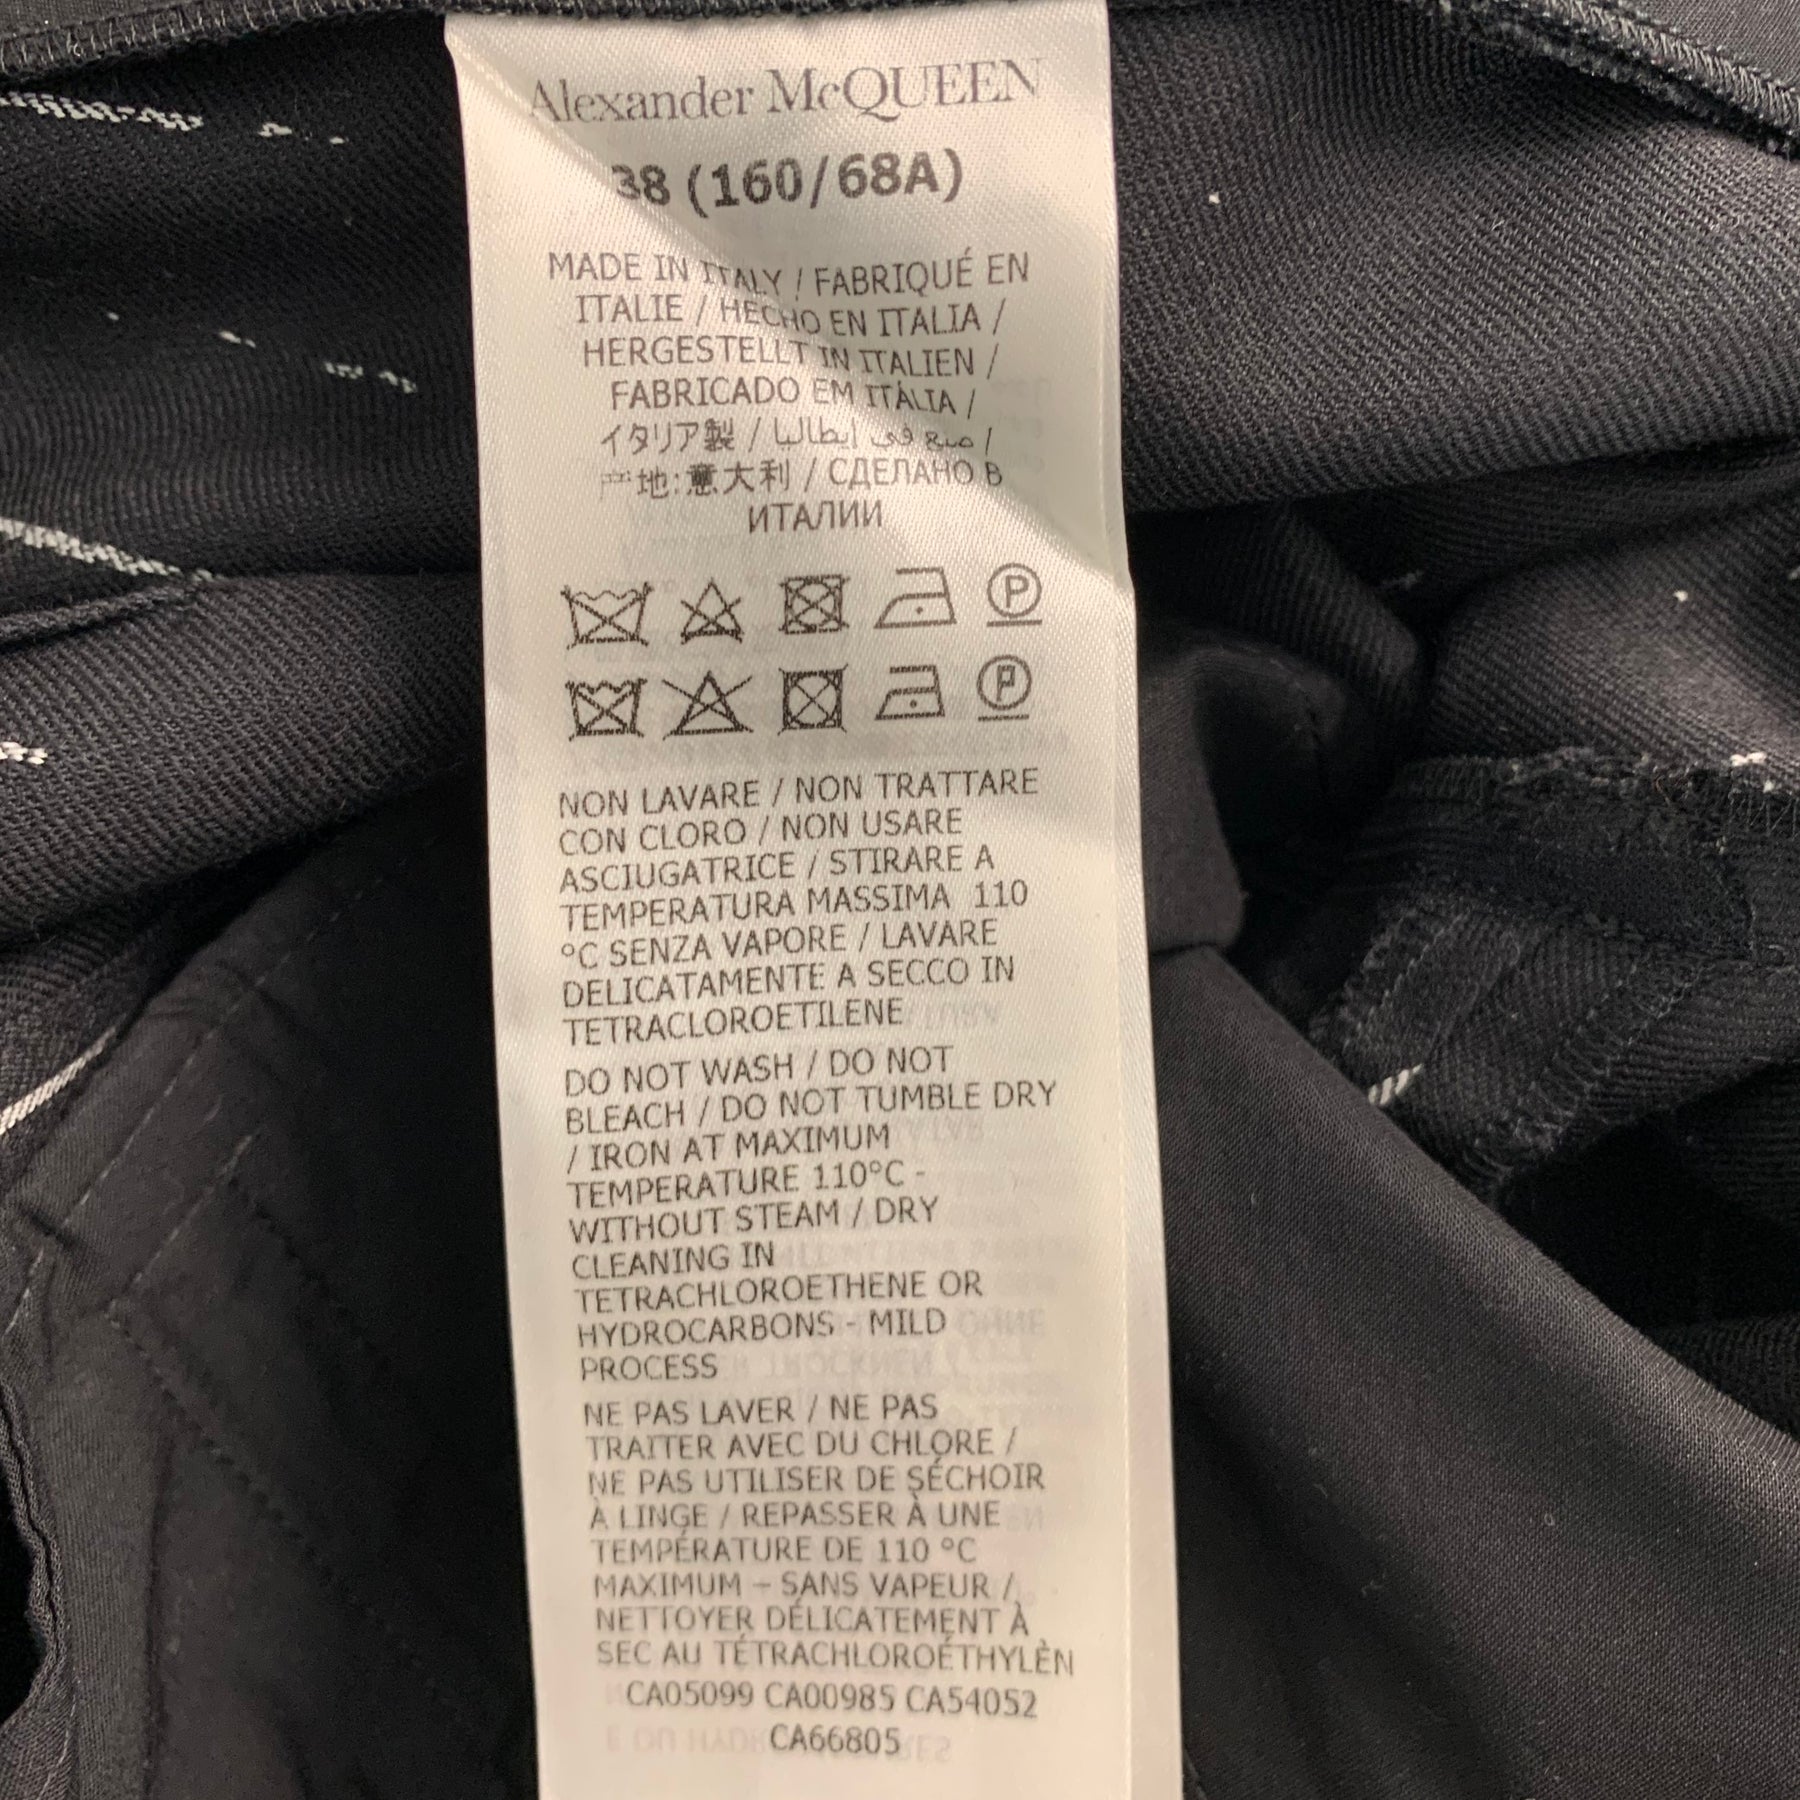 Alexander McQUEEN
38 (160/68A)
MADE IN ITALY / FABRIQUÉ EN
ITALIE / HECHO EN ITALIA /
HERGESTELLT IN ITALIEN /
FABRICADO EM ITÀLIA /
イタリア製 / صنع في إيطاليا /
产地:意大利 / СДЕЛАНО В
ИТАЛИИ
P
P
NON LAVARE / NON TRATTARE
CON CLORO / NON USARE
ASCIUGATRICE / STIRARE A
TEMPERATURA MASSIMA 110
°C SENZA VAPORE / LAVARE
DELICATAMENTE A SECCO IN
TETRACLOROETILENE
DO NOT WASH / DO NOT
BLEACH / DO NOT TUMBLE DRY
/ IRON AT MAXIMUM
TEMPERATURE 110°C -
WITHOUT STEAM / DRY
CLEANING IN
TETRACHLOROETHENE OR
HYDROCARBONS - MILD
PROCESS
NE PAS LAVER / NE PAS
TRAITER AVEC DU CHLORE /
NE PAS UTILISER DE SÉCHOIR
À LINGE / REPASSER À UNE
TEMPÉRATURE DE 110 °C
MAXIMUM – SANS VAPEUR /
NETTOYER DÉLICATEMENT À
SEC AU TÉTRACHLOROÉTHYLÈN
CA05099 CA00985 CA54052
CA66805